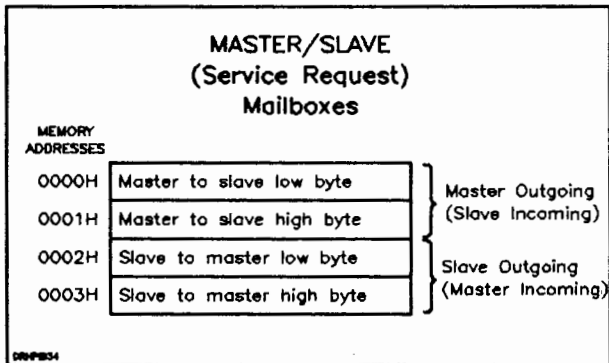 MASTER/SLAVE
(Service Request)
Mailboxes
MEMORY
ADDRESSES
0000H Master to slave low byte
0001H Master to slave high byte
Master Outgoing
(Slave Incoming)
0002H Slave to master low byte
0003H Slave to master high byte
Slave Outgoing
(Master Incoming)